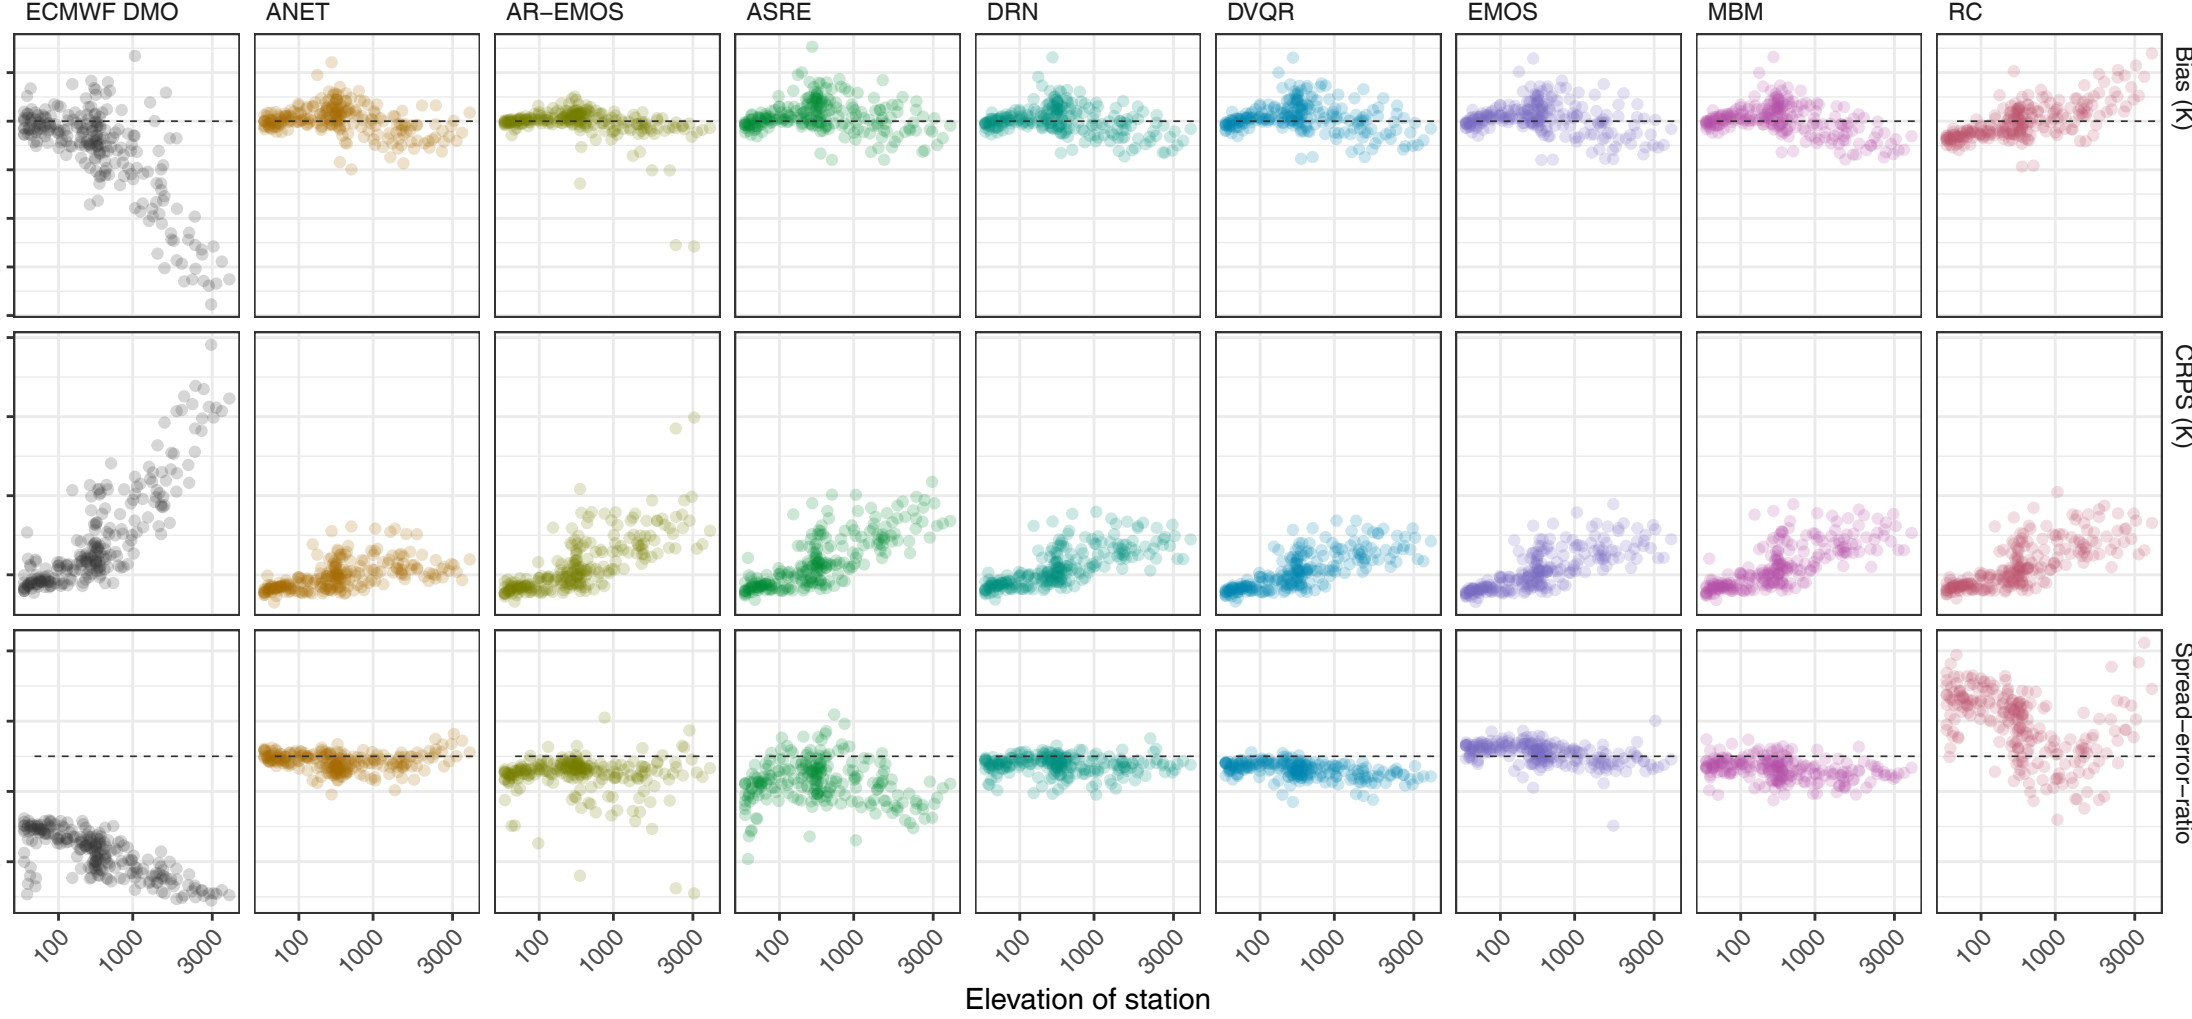 ECMWF DMO ANET AR−EMOS ASRE DRN DVQR EMOS MBM RC
Bias (K)
CRPS (K)
Spread−error−ratio
100 1000 3000 100 1000 3000 100 1000 3000 100 1000 3000 100 1000 3000 100 1000 3000 100 1000 3000 100 1000 3000 100 1000 3000
Elevation of station